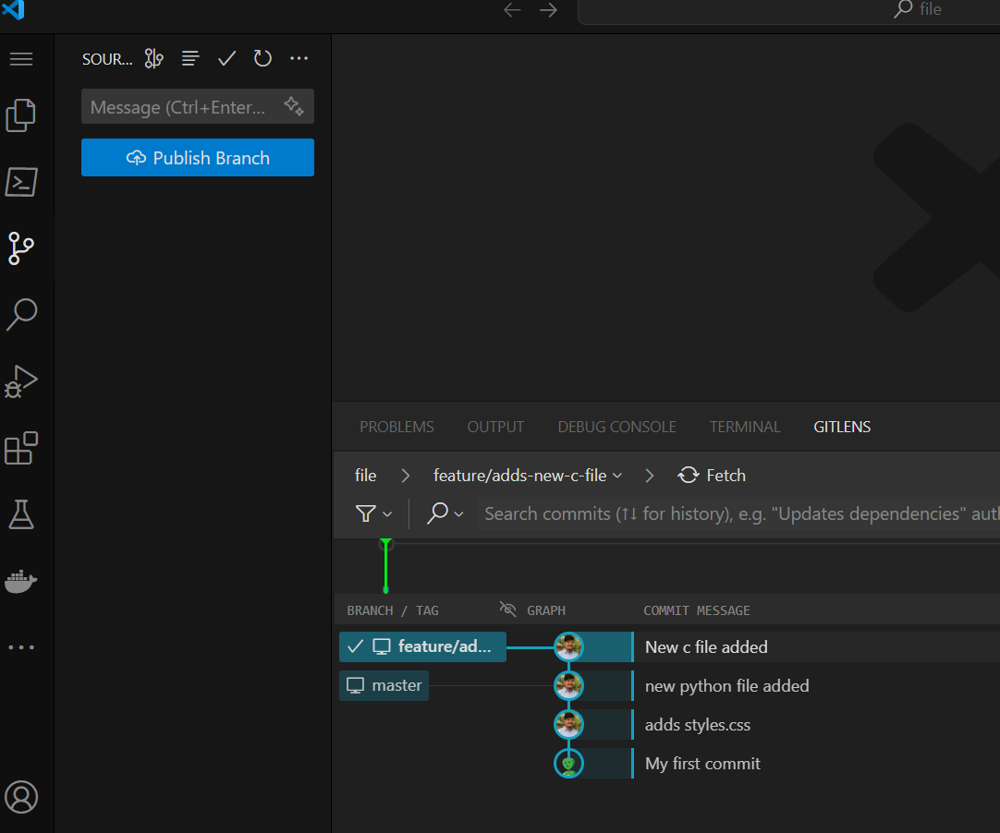 file
SOUR...
Message (Ctrl+Enter...
Publish Branch
PROBLEMS OUTPUT DEBUG CONSOLE TERMINAL GITLENS
file feature/adds-new-c-file Fetch
Search commits (↑↓ for history), e.g. "Updates dependencies" aut
BRANCH / TAG GRAPH COMMIT MESSAGE
feature/ad... New c file added
master new python file added
adds styles.css
My first commit